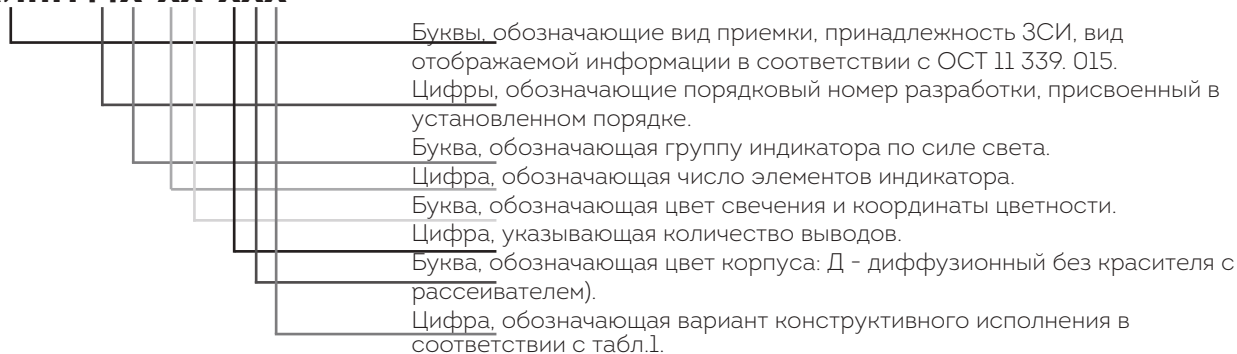 Буквы, обозначающие вид приемки, принадлежность ЗСИ, вид
отображаемой информации в соответствии с ОСТ 11 339. 015.
Цифры, обозначающие порядковый номер разработки, присвоенный в
установленном порядке.
Буква, обозначающая группу индикатора по силе света.
Цифра, обозначающая число элементов индикатора.
Буква, обозначающая цвет свечения и координаты цветности.
Цифра, указывающая количество выводов.
Буква, обозначающая цвет корпуса: Д - диффузионный без красителя с
рассеивателем).
Цифра, обозначающая вариант конструктивного исполнения в
соответствии с табл.1.